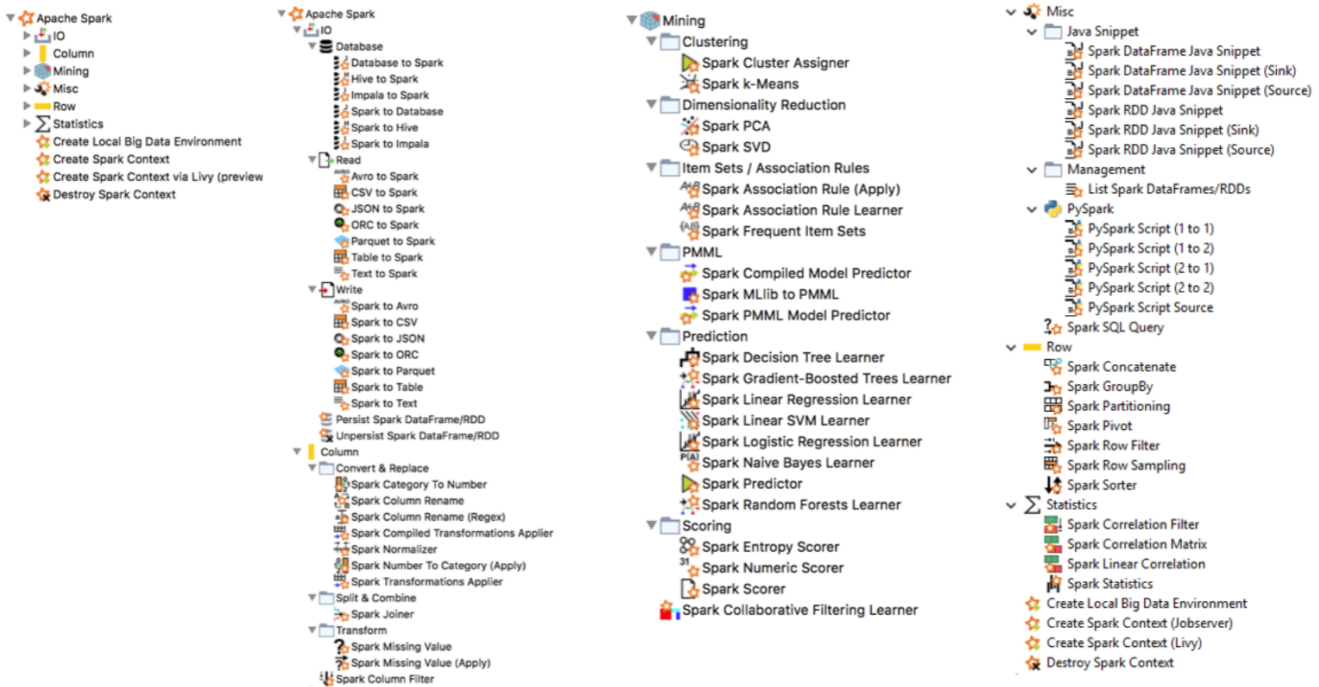 Apache Spark
IO
Column
Mining
Misc
Row
Statistics
Create Local Big Data Environment
Create Spark Context
Create Spark Context via Livy (preview
Destroy Spark Context
Apache Spark
IO
Database
Database to Spark
Hive to Spark
Impala to Spark
Spark to Database
Spark to Hive
Spark to Impala
Read
Avro to Spark
CSV to Spark
JSON to Spark
ORC to Spark
Parquet to Spark
Table to Spark
Text to Spark
Write
Spark to Avro
Spark to CSV
Spark to JSON
Spark to ORC
Spark to Parquet
Spark to Table
Spark to Text
Persist Spark DataFrame/RDD
Unpersist Spark DataFrame/RDD
Column
Convert & Replace
Spark Category To Number
Spark Column Rename
Spark Column Rename (Regex)
Spark Compiled Transformations Applier
Spark Normalizer
Spark Number To Category (Apply)
Spark Transformations Applier
Split & Combine
Spark Joiner
Transform
Spark Missing Value
Spark Missing Value (Apply)
Spark Column Filter
Mining
Clustering
Spark Cluster Assigner
Spark k-Means
Dimensionality Reduction
Spark PCA
Spark SVD
Item Sets / Association Rules
Spark Association Rule (Apply)
Spark Association Rule Learner
Spark Frequent Item Sets
PMML
Spark Compiled Model Predictor
Spark MLlib to PMML
Spark PMML Model Predictor
Prediction
Spark Decision Tree Learner
Spark Gradient-Boosted Trees Learner
Spark Linear Regression Learner
Spark Linear SVM Learner
Spark Logistic Regression Learner
Spark Naive Bayes Learner
Spark Predictor
Spark Random Forests Learner
Scoring
Spark Entropy Scorer
Spark Numeric Scorer
Spark Scorer
Spark Collaborative Filtering Learner
Misc
Java Snippet
Spark DataFrame Java Snippet
Spark DataFrame Java Snippet (Sink)
Spark DataFrame Java Snippet (Source)
Spark RDD Java Snippet
Spark RDD Java Snippet (Sink)
Spark RDD Java Snippet (Source)
Management
List Spark DataFrames/RDDs
PySpark
PySpark Script (1 to 1)
PySpark Script (1 to 2)
PySpark Script (2 to 1)
PySpark Script (2 to 2)
PySpark Script Source
Spark SQL Query
Row
Spark Concatenate
Spark GroupBy
Spark Partitioning
Spark Pivot
Spark Row Filter
Spark Row Sampling
Spark Sorter
Statistics
Spark Correlation Filter
Spark Correlation Matrix
Spark Linear Correlation
Spark Statistics
Create Local Big Data Environment
Create Spark Context (Jobserver)
Create Spark Context (Livy)
Destroy Spark Context